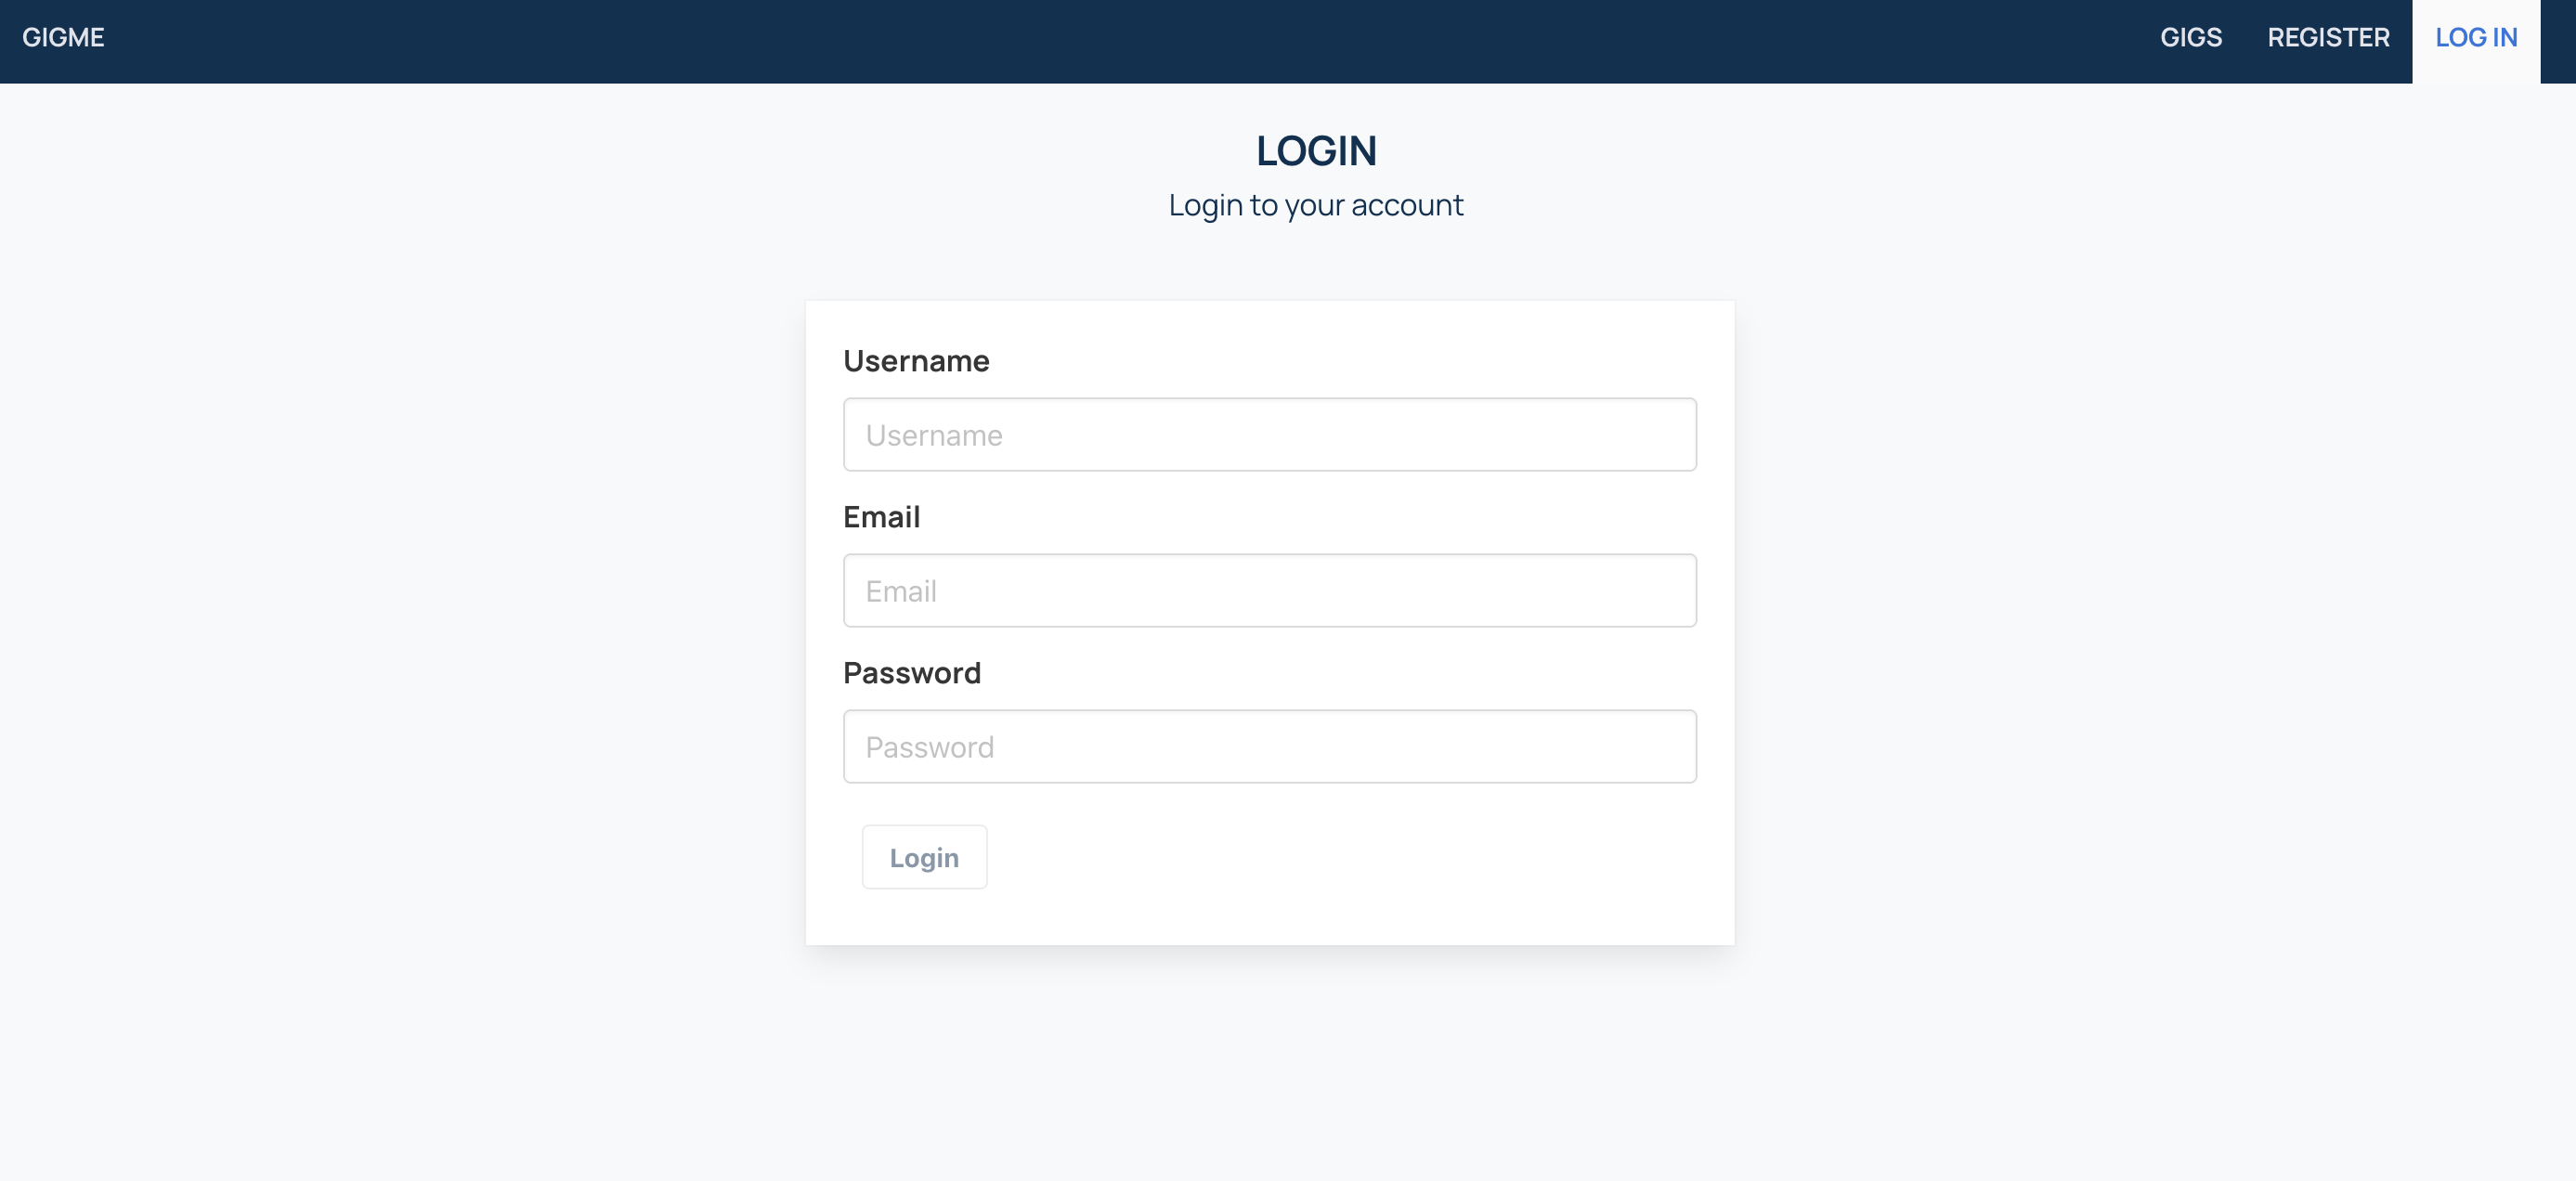 GIGME GIGS REGISTER LOG IN
LOGIN
Login to your account
Username
Username
Email
Email
Password
Password
Login